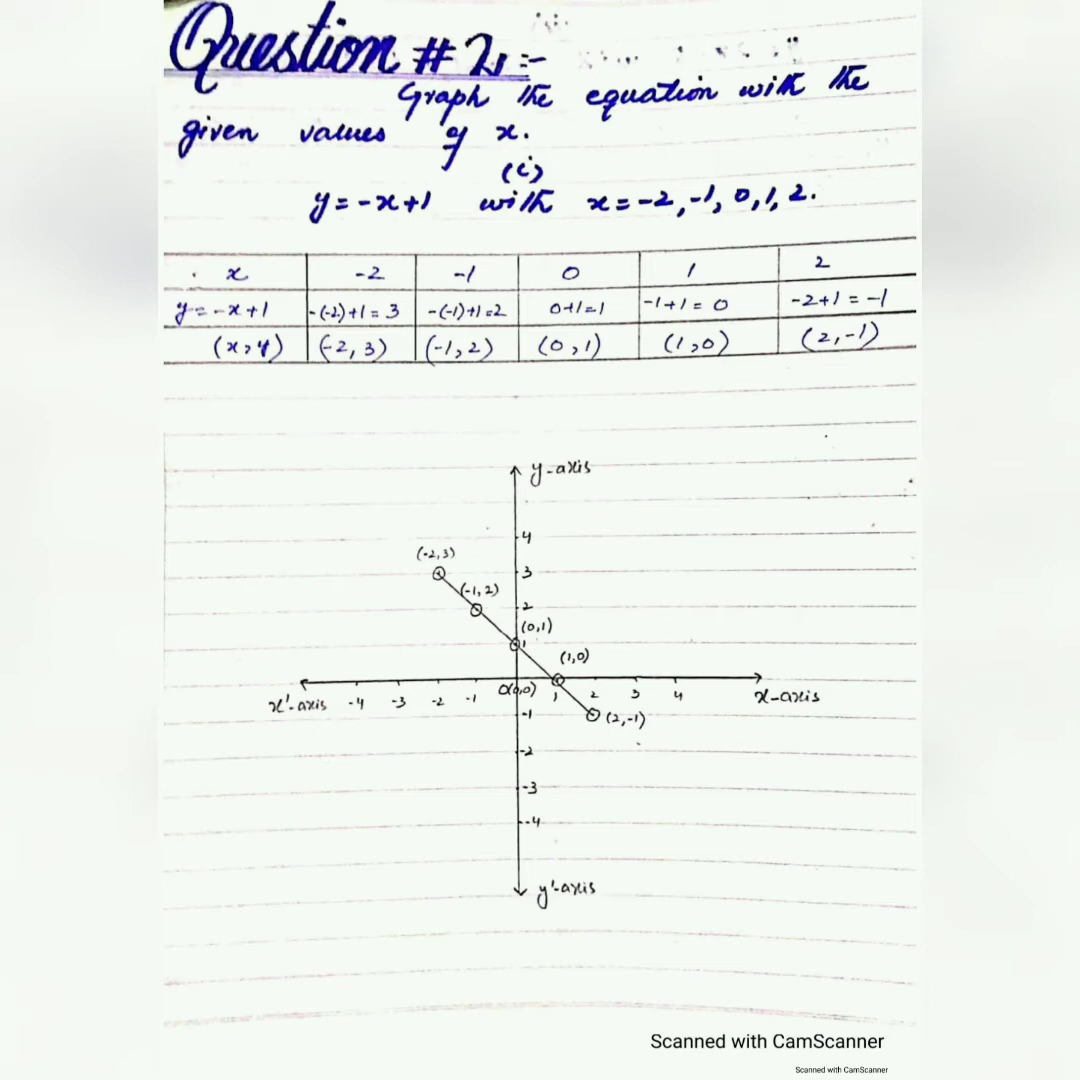 Question # 2 :-
Graph the equation with the
given values of x.
(i)
y = -x+1 with x = -2, -1, 0, 1, 2.
x -2 -1 0 1 2
y = -x+1 -(-2)+1 = 3 -(-1)+1 = 2 0+1=1 -1+1 = 0 -2+1 = -1
(x, y) (-2, 3) (-1, 2) (0, 1) (1, 0) (2, -1)
y-axis
4
(-2,3)
3
(-1,2)
2
(0,1)
1
(1,0)
x'-axis -4 -3 -2 -1 O(0,0) 1 2 3 4 x-axis
-1 (2,-1)
-2
-3
-4
y'-axis
Scanned with CamScanner
Scanned with CamScanner